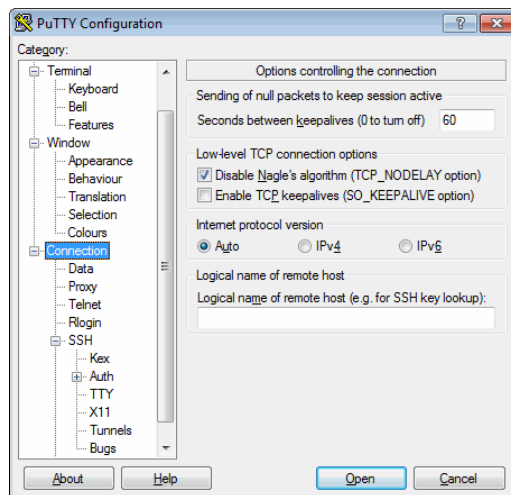 PuTTY Configuration
Category:
Terminal
Keyboard
Bell
Features
Window
Appearance
Behaviour
Translation
Selection
Colours
Connection
Data
Proxy
Telnet
Rlogin
SSH
Kex
Auth
TTY
X11
Tunnels
Bugs
Options controlling the connection
Sending of null packets to keep session active
Seconds between keepalives (0 to turn off) 60
Low-level TCP connection options
Disable Nagle's algorithm (TCP_NODELAY option)
Enable TCP keepalives (SO_KEEPALIVE option)
Internet protocol version
Auto IPv4 IPv6
Logical name of remote host
Logical name of remote host (e.g. for SSH key lookup):
About Help Open Cancel